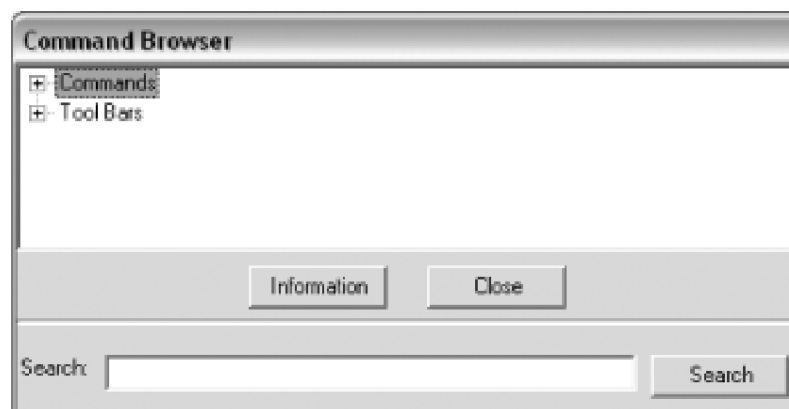 Command Browser
Commands
Tool Bars
Information Close
Search: Search